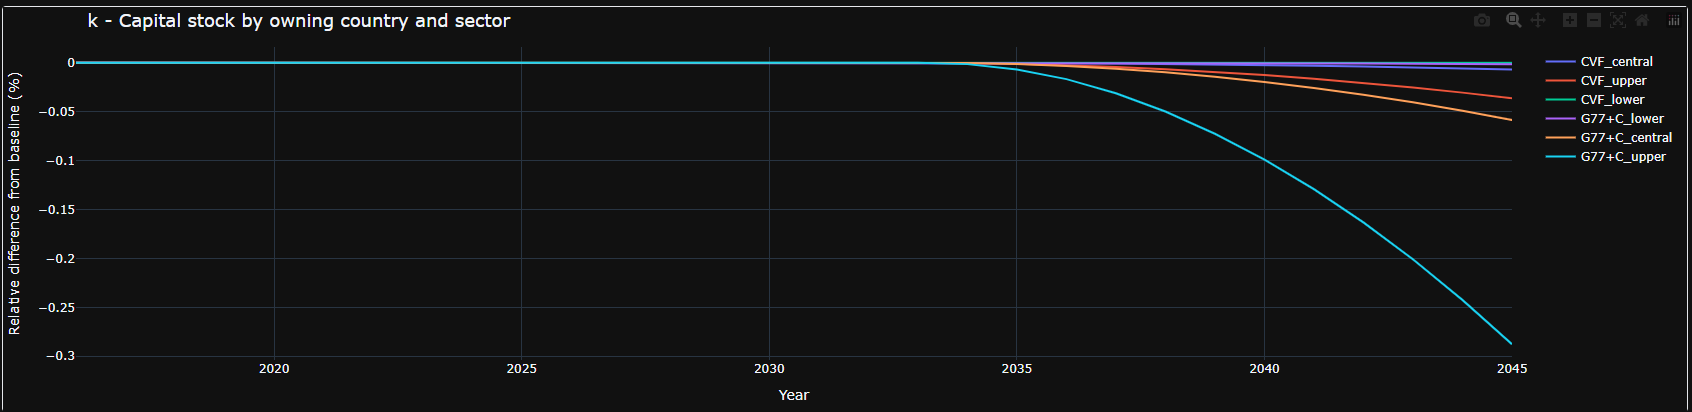 k - Capital stock by owning country and sector
Relative difference from baseline (%)
0
−0.05
−0.1
−0.15
−0.2
−0.25
−0.3
2020
2025
2030
2035
2040
2045
Year
CVF_central
CVF_upper
CVF_lower
G77+C_lower
G77+C_central
G77+C_upper